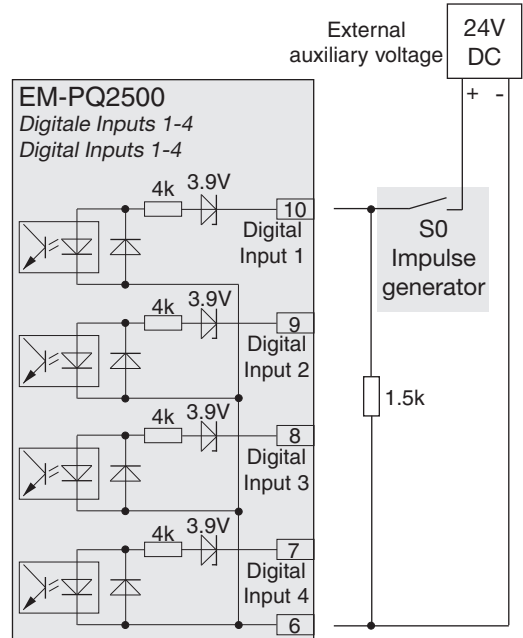 External
auxiliary voltage
24V
DC
+ -
EM-PQ2500
Digitale Inputs 1-4
Digital Inputs 1-4
4k 3.9V
10
Digital
Input 1
S0
Impulse
generator
4k 3.9V
9
Digital
Input 2
1.5k
4k 3.9V
8
Digital
Input 3
4k 3.9V
7
Digital
Input 4
6